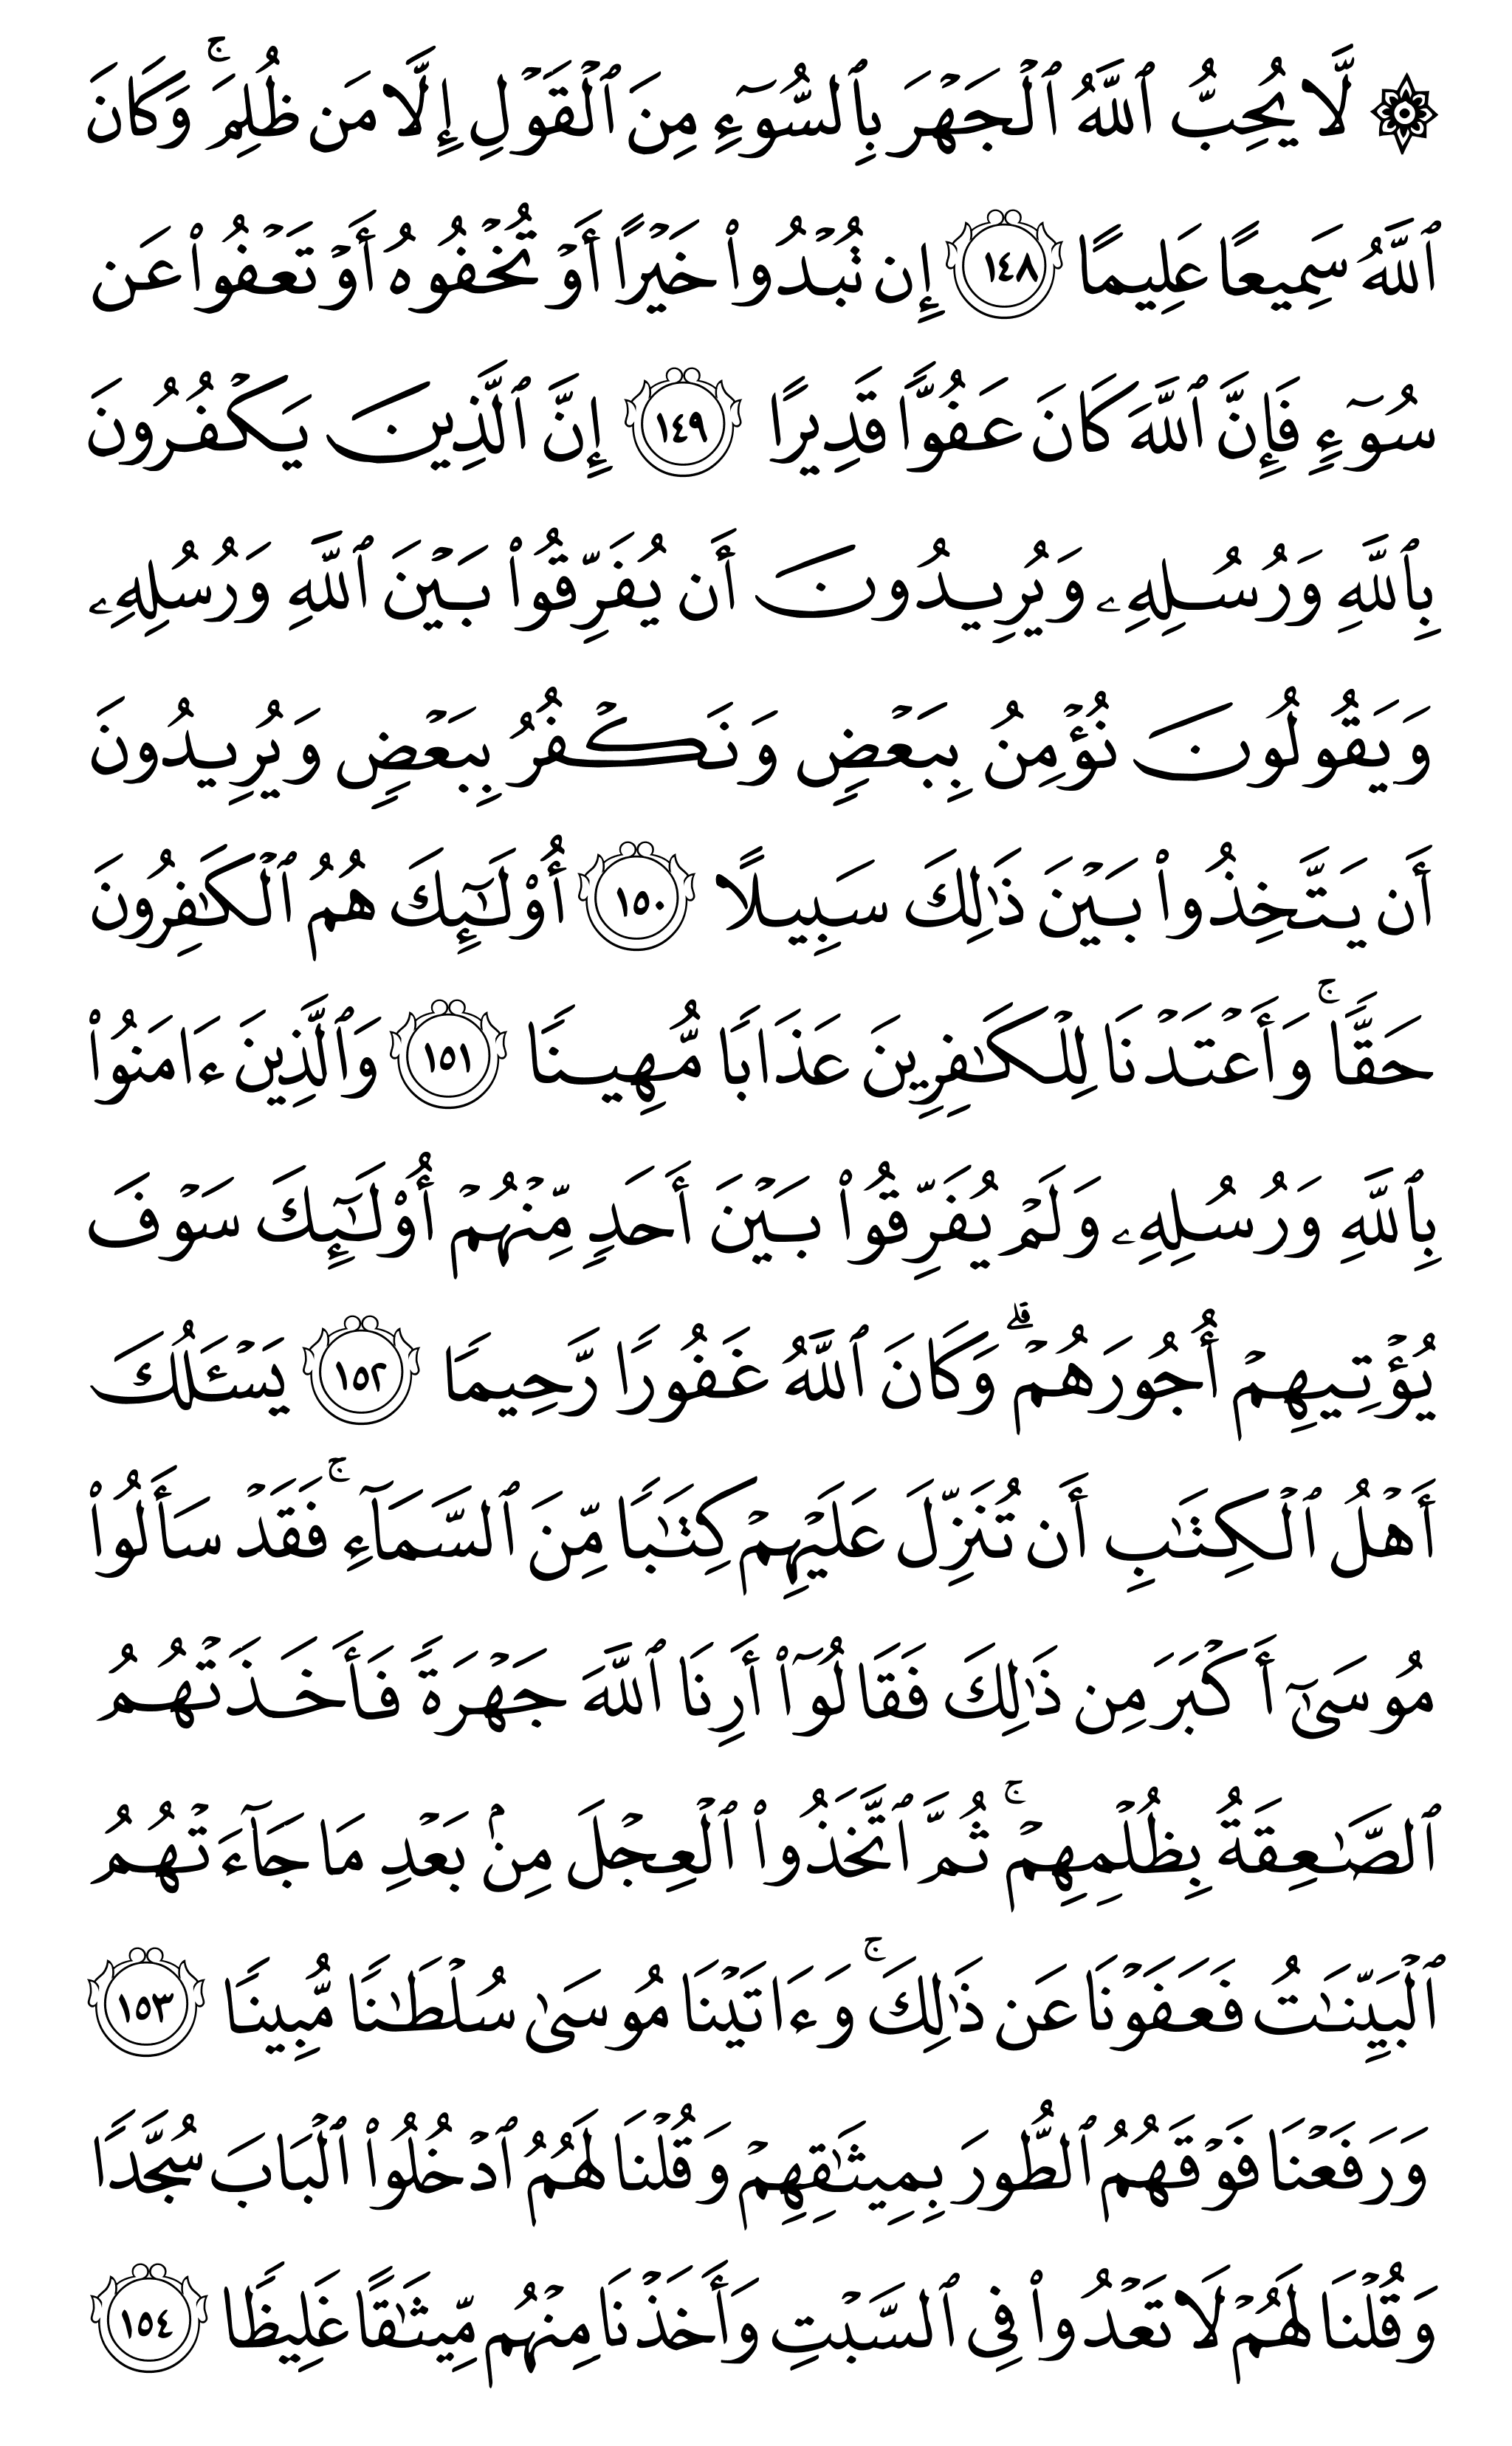 ۞ لَّا يُحِبُّ ٱللَّهُ ٱلْجَهْرَ بِٱلسُّوٓءِ مِنَ ٱلْقَوْلِ إِلَّا مَن ظُلِمَ ۚ وَكَانَ
ٱللَّهُ سَمِيعًا عَلِيمًا ١٤٨ إِن تُبْدُوا۟ خَيْرًا أَوْ تُخْفُوهُ أَوْ تَعْفُوا۟ عَن
سُوٓءٍ فَإِنَّ ٱللَّهَ كَانَ عَفُوًّا قَدِيرًا ١٤٩ إِنَّ ٱلَّذِينَ يَكْفُرُونَ
بِٱللَّهِ وَرُسُلِهِۦ وَيُرِيدُونَ أَن يُفَرِّقُوا۟ بَيْنَ ٱللَّهِ وَرُسُلِهِۦ
وَيَقُولُونَ نُؤْمِنُ بِبَعْضٍ وَنَكْفُرُ بِبَعْضٍ وَيُرِيدُونَ
أَن يَتَّخِذُوا۟ بَيْنَ ذَٰلِكَ سَبِيلًا ١٥٠ أُو۟لَـٰٓئِكَ هُمُ ٱلْكَـٰفِرُونَ
حَقًّا ۚ وَأَعْتَدْنَا لِلْكَـٰفِرِينَ عَذَابًا مُّهِينًا ١٥١ وَٱلَّذِينَ ءَامَنُوا۟
بِٱللَّهِ وَرُسُلِهِۦ وَلَمْ يُفَرِّقُوا۟ بَيْنَ أَحَدٍ مِّنْهُمْ أُو۟لَـٰٓئِكَ سَوْفَ
يُؤْتِيهِمْ أُجُورَهُمْ ۗ وَكَانَ ٱللَّهُ غَفُورًا رَّحِيمًا ١٥٢ يَسْـَٔلُكَ
أَهْلُ ٱلْكِتَـٰبِ أَن تُنَزِّلَ عَلَيْهِمْ كِتَـٰبًا مِّنَ ٱلسَّمَآءِ ۚ فَقَدْ سَأَلُوا۟
مُوسَىٰٓ أَكْبَرَ مِن ذَٰلِكَ فَقَالُوٓا۟ أَرِنَا ٱللَّهَ جَهْرَةً فَأَخَذَتْهُمُ
ٱلصَّـٰعِقَةُ بِظُلْمِهِمْ ۚ ثُمَّ ٱتَّخَذُوا۟ ٱلْعِجْلَ مِنۢ بَعْدِ مَا جَآءَتْهُمُ
ٱلْبَيِّنَـٰتُ فَعَفَوْنَا عَن ذَٰلِكَ ۚ وَءَاتَيْنَا مُوسَىٰ سُلْطَـٰنًا مُّبِينًا ١٥٣
وَرَفَعْنَا فَوْقَهُمُ ٱلطُّورَ بِمِيثَـٰقِهِمْ وَقُلْنَا لَهُمُ ٱدْخُلُوا۟ ٱلْبَابَ سُجَّدًا
وَقُلْنَا لَهُمْ لَا تَعْدُوا۟ فِى ٱلسَّبْتِ وَأَخَذْنَا مِنْهُم مِّيثَـٰقًا غَلِيظًا ١٥٤